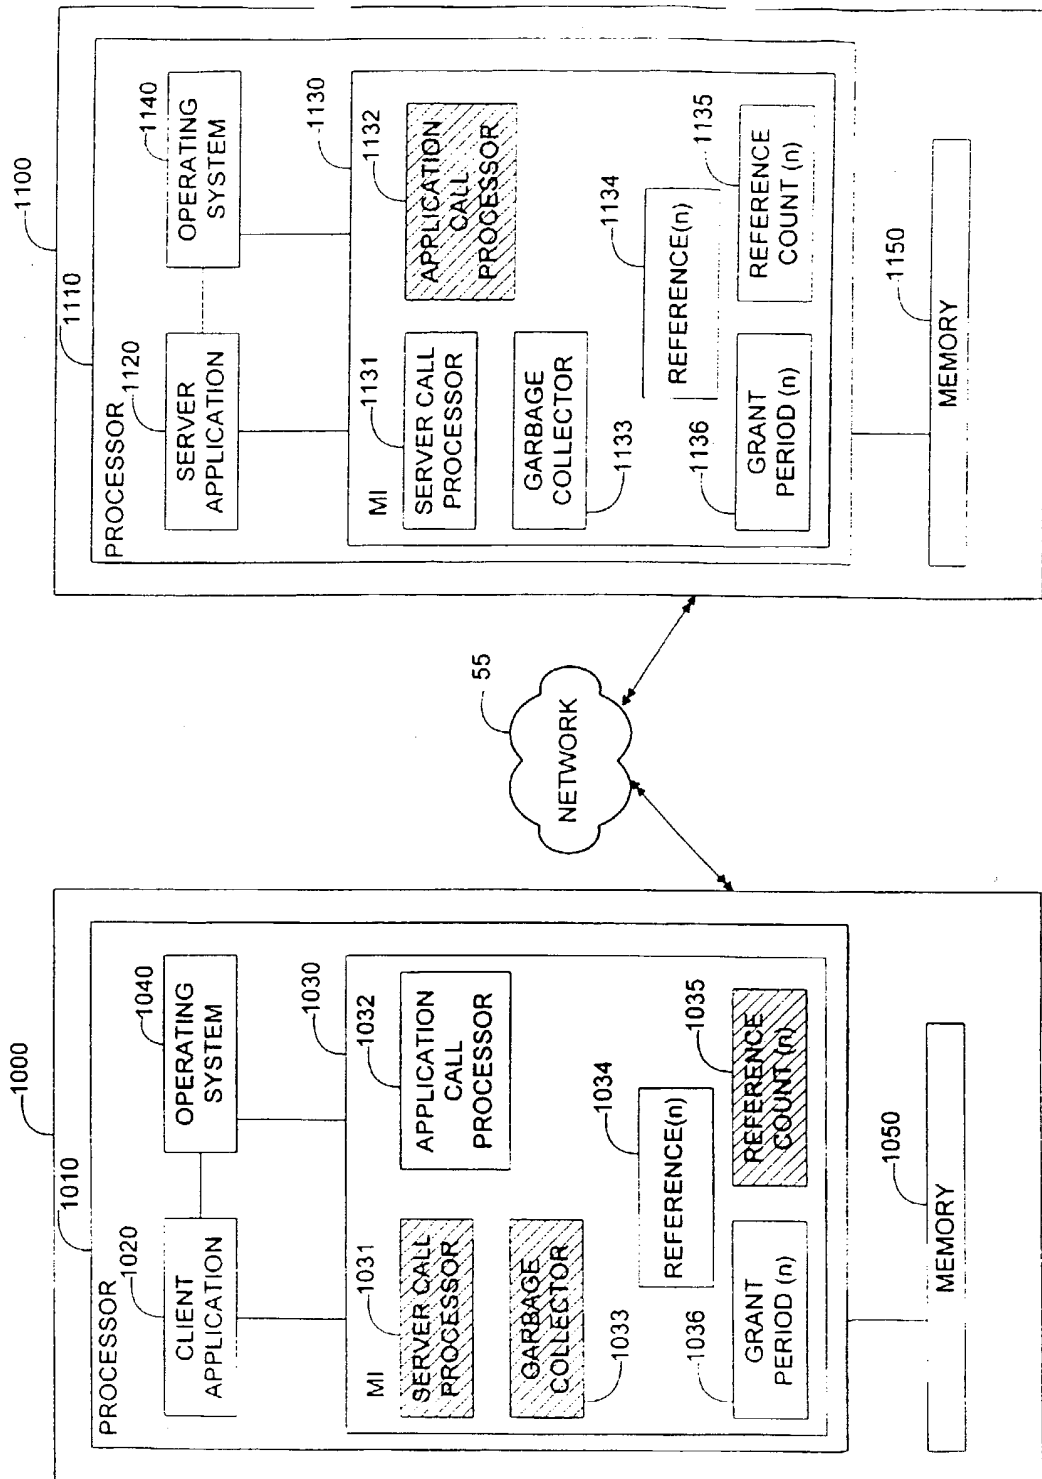 1000
1010
PROCESSOR
1020
CLIENT
APPLICATION
1040
OPERATING
SYSTEM
1030
MI
1031
SERVER CALL
PROCESSOR
1032
APPLICATION
CALL
PROCESSOR
GARBAGE
COLLECTOR
1033
1034
REFERENCE(n)
1035
REFERENCE
COUNT (n)
1036
GRANT
PERIOD (n)
1050
MEMORY
55
NETWORK
1100
1110
PROCESSOR
1120
SERVER
APPLICATION
1140
OPERATING
SYSTEM
1130
MI
1131
SERVER CALL
PROCESSOR
1132
APPLICATION
CALL
PROCESSOR
GARBAGE
COLLECTOR
1133
1134
REFERENCE(n)
1135
REFERENCE
COUNT (n)
1136
GRANT
PERIOD (n)
1150
MEMORY